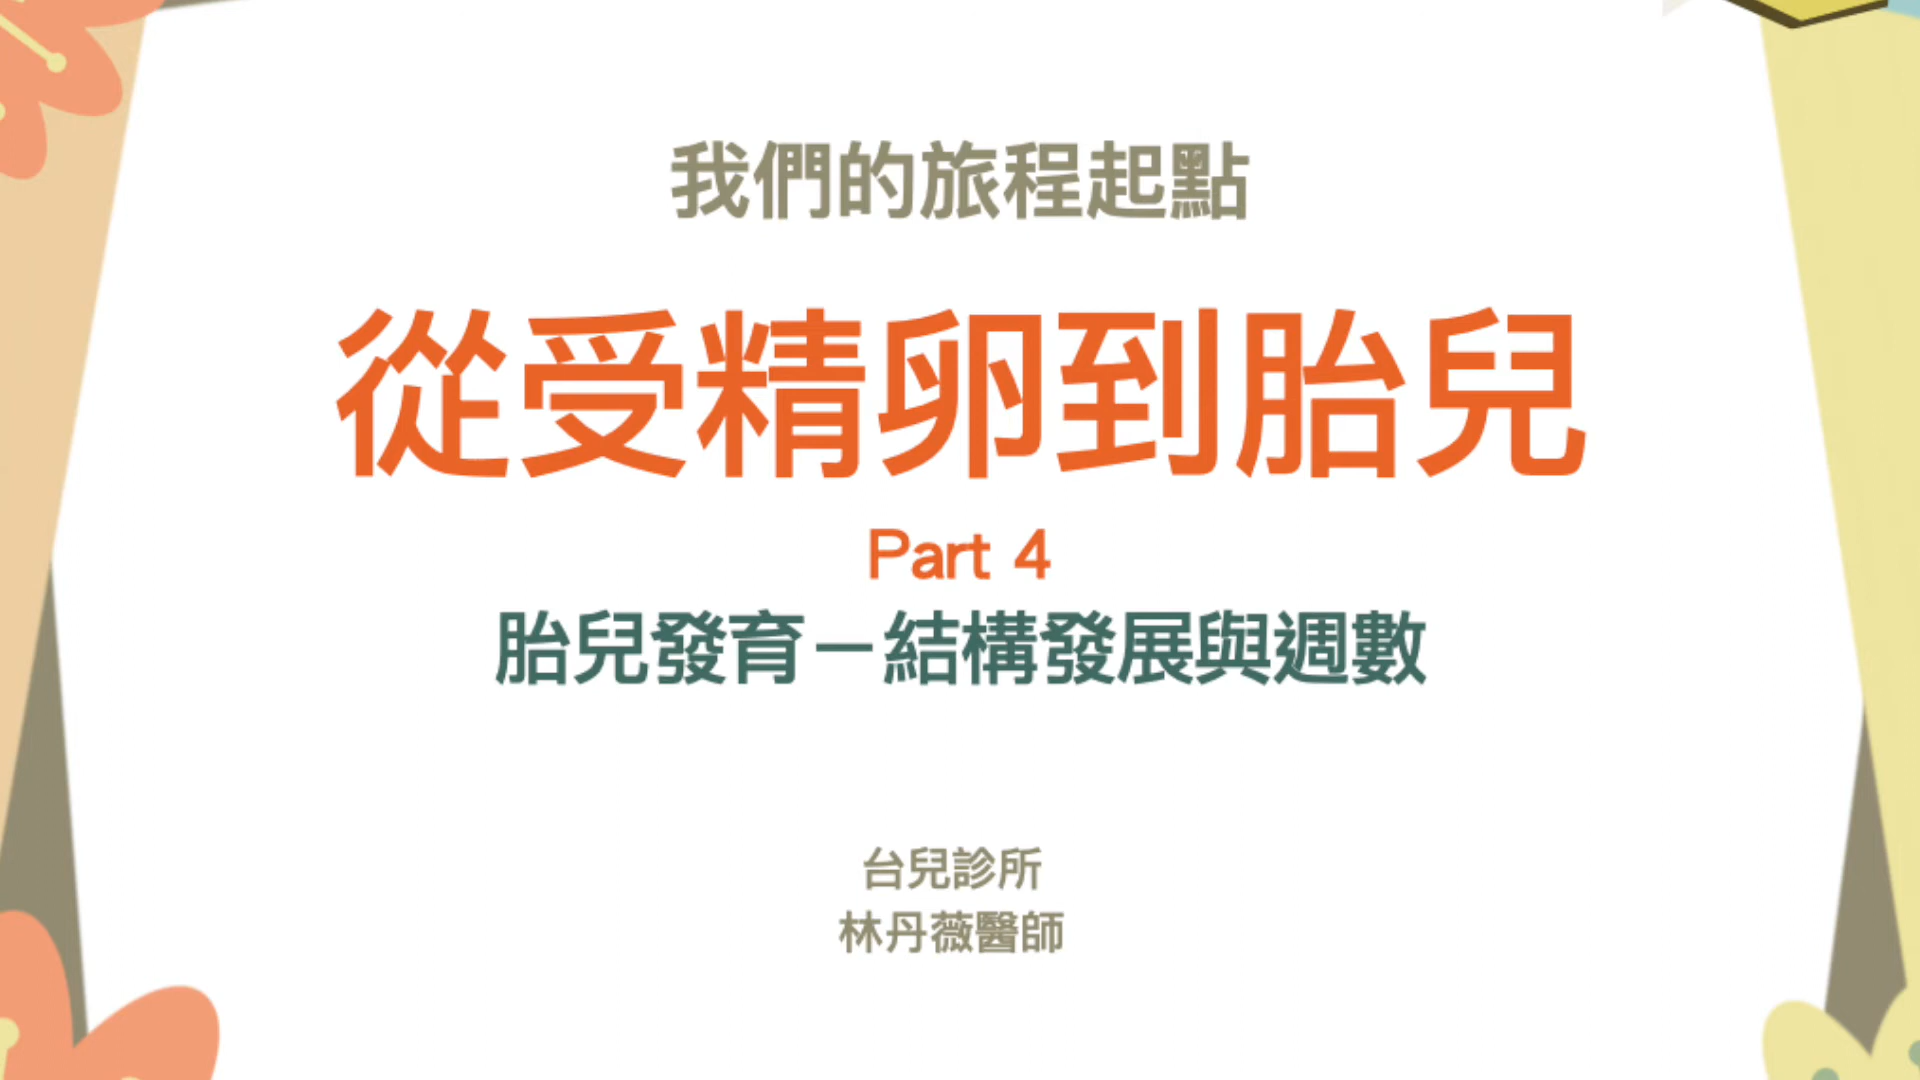 我們的旅程起點
從受精卵到胎兒
Part 4
胎兒發育－結構發展與週數
台兒診所
林丹薇醫師